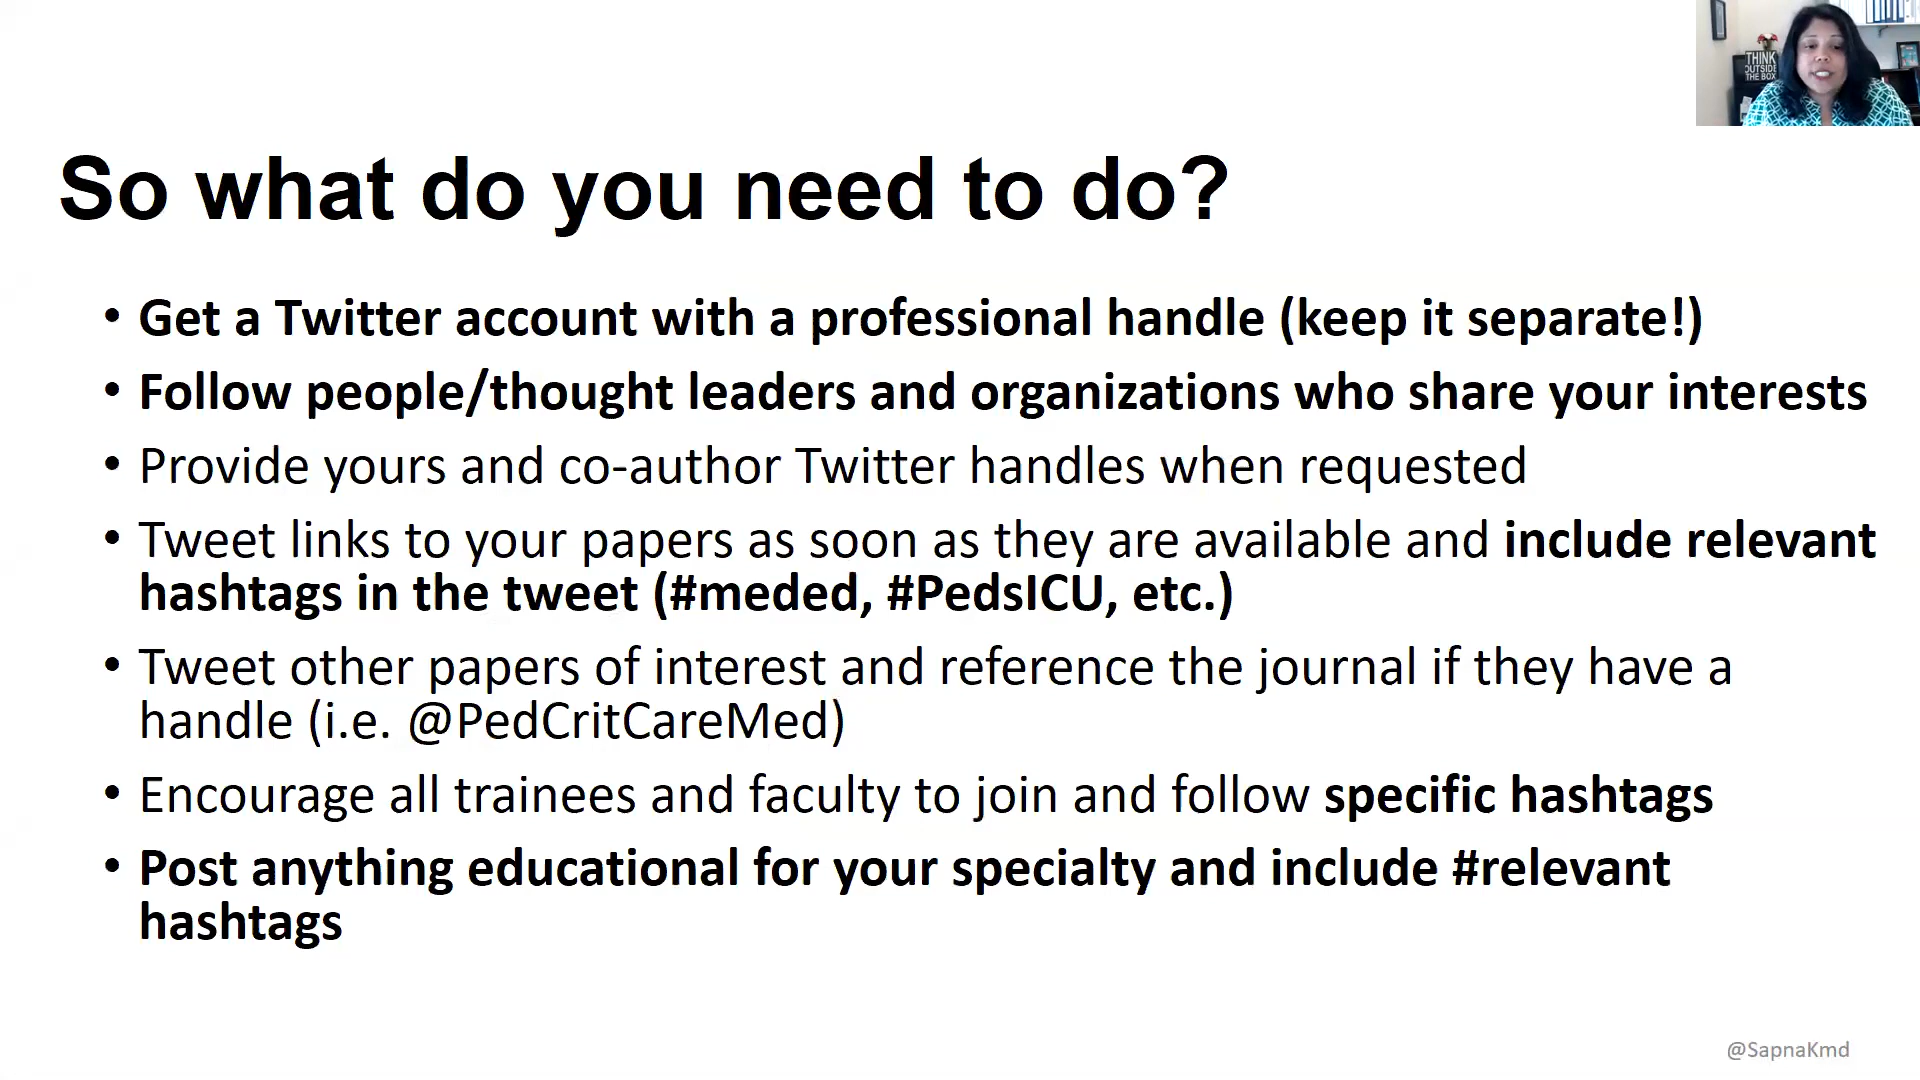 THINK
OUTSIDE
THE BOX
So what do you need to do?
• Get a Twitter account with a professional handle (keep it separate!)
• Follow people/thought leaders and organizations who share your interests
• Provide yours and co-author Twitter handles when requested
• Tweet links to your papers as soon as they are available and include relevant
hashtags in the tweet (#meded, #PedsICU, etc.)
• Tweet other papers of interest and reference the journal if they have a
handle (i.e. @PedCritCareMed)
• Encourage all trainees and faculty to join and follow specific hashtags
• Post anything educational for your specialty and include #relevant
hashtags
@SapnaKmd